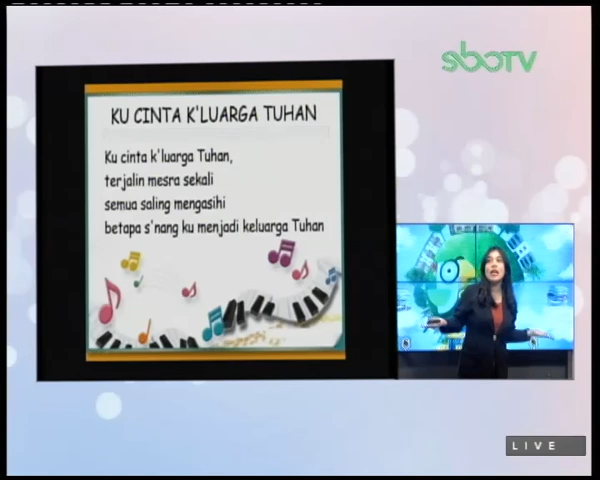 sboTV
KU CINTA K'LUARGA TUHAN
Ku cinta k'luarga Tuhan,
terjalin mesra sekali
semua saling mengasihi
betapa s'nang ku menjadi keluarga Tuhan
LIVE